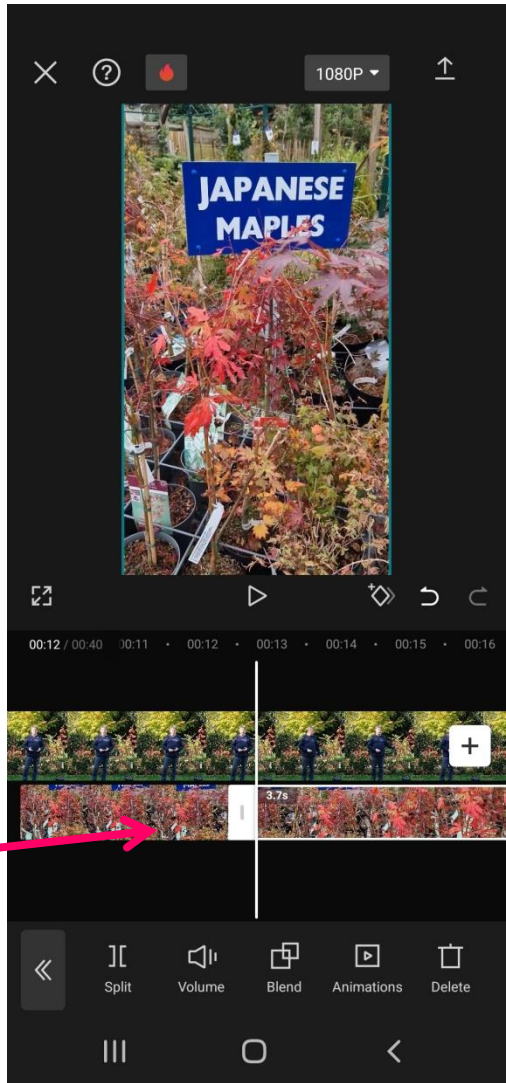 1080P
JAPANESE
MAPLES
00:12 / 00:40 00:11 • 00:12 • 00:13 • 00:14 • 00:15 • 00:16
3.7s
Split Volume Blend Animations Delete